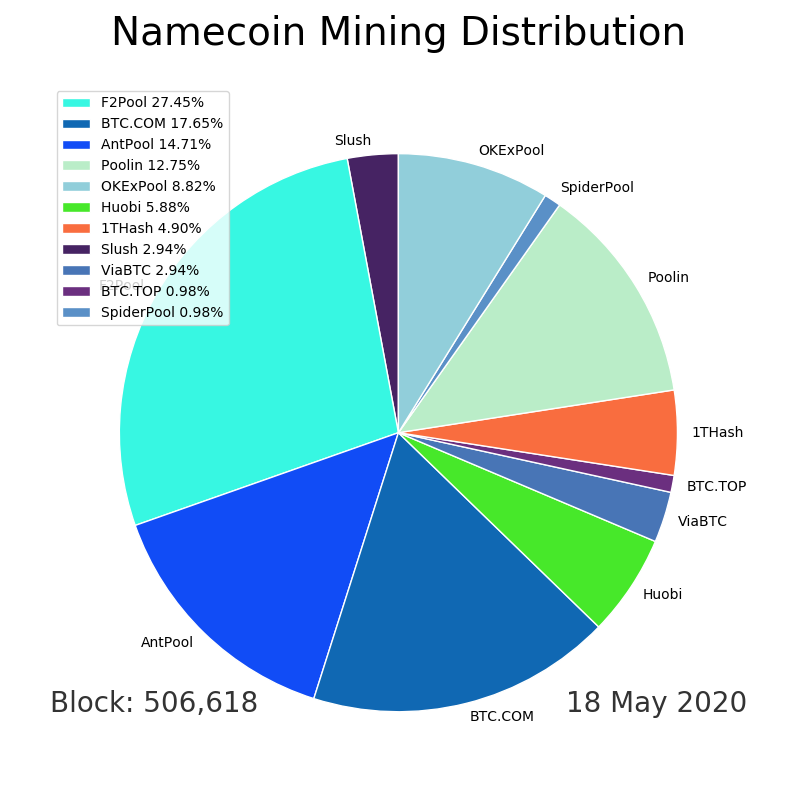 Namecoin Mining Distribution
F2Pool 27.45%
BTC.COM 17.65%
AntPool 14.71%
Poolin 12.75%
OKExPool 8.82%
Huobi 5.88%
1THash 4.90%
Slush 2.94%
ViaBTC 2.94%
BTC.TOP 0.98%
SpiderPool 0.98%
Slush
OKExPool
SpiderPool
Poolin
1THash
BTC.TOP
ViaBTC
Huobi
BTC.COM
AntPool
F2Pool
Block: 506,618
18 May 2020